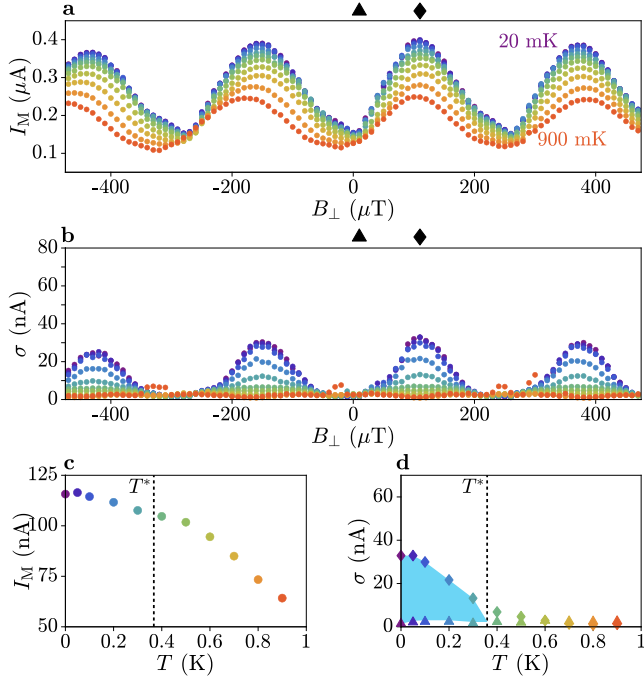 a
I_M (μA)
0.4
0.3
0.2
0.1
20 mK
900 mK
-400 -200 0 200 400
B_⊥ (μT)
b
σ (nA)
80
60
40
20
0
-400 -200 0 200 400
B_⊥ (μT)
c
I_M (nA)
125
100
75
50
T*
0 0.2 0.4 0.6 0.8 1
T (K)
d
σ (nA)
60
40
20
0
T*
0 0.2 0.4 0.6 0.8 1
T (K)